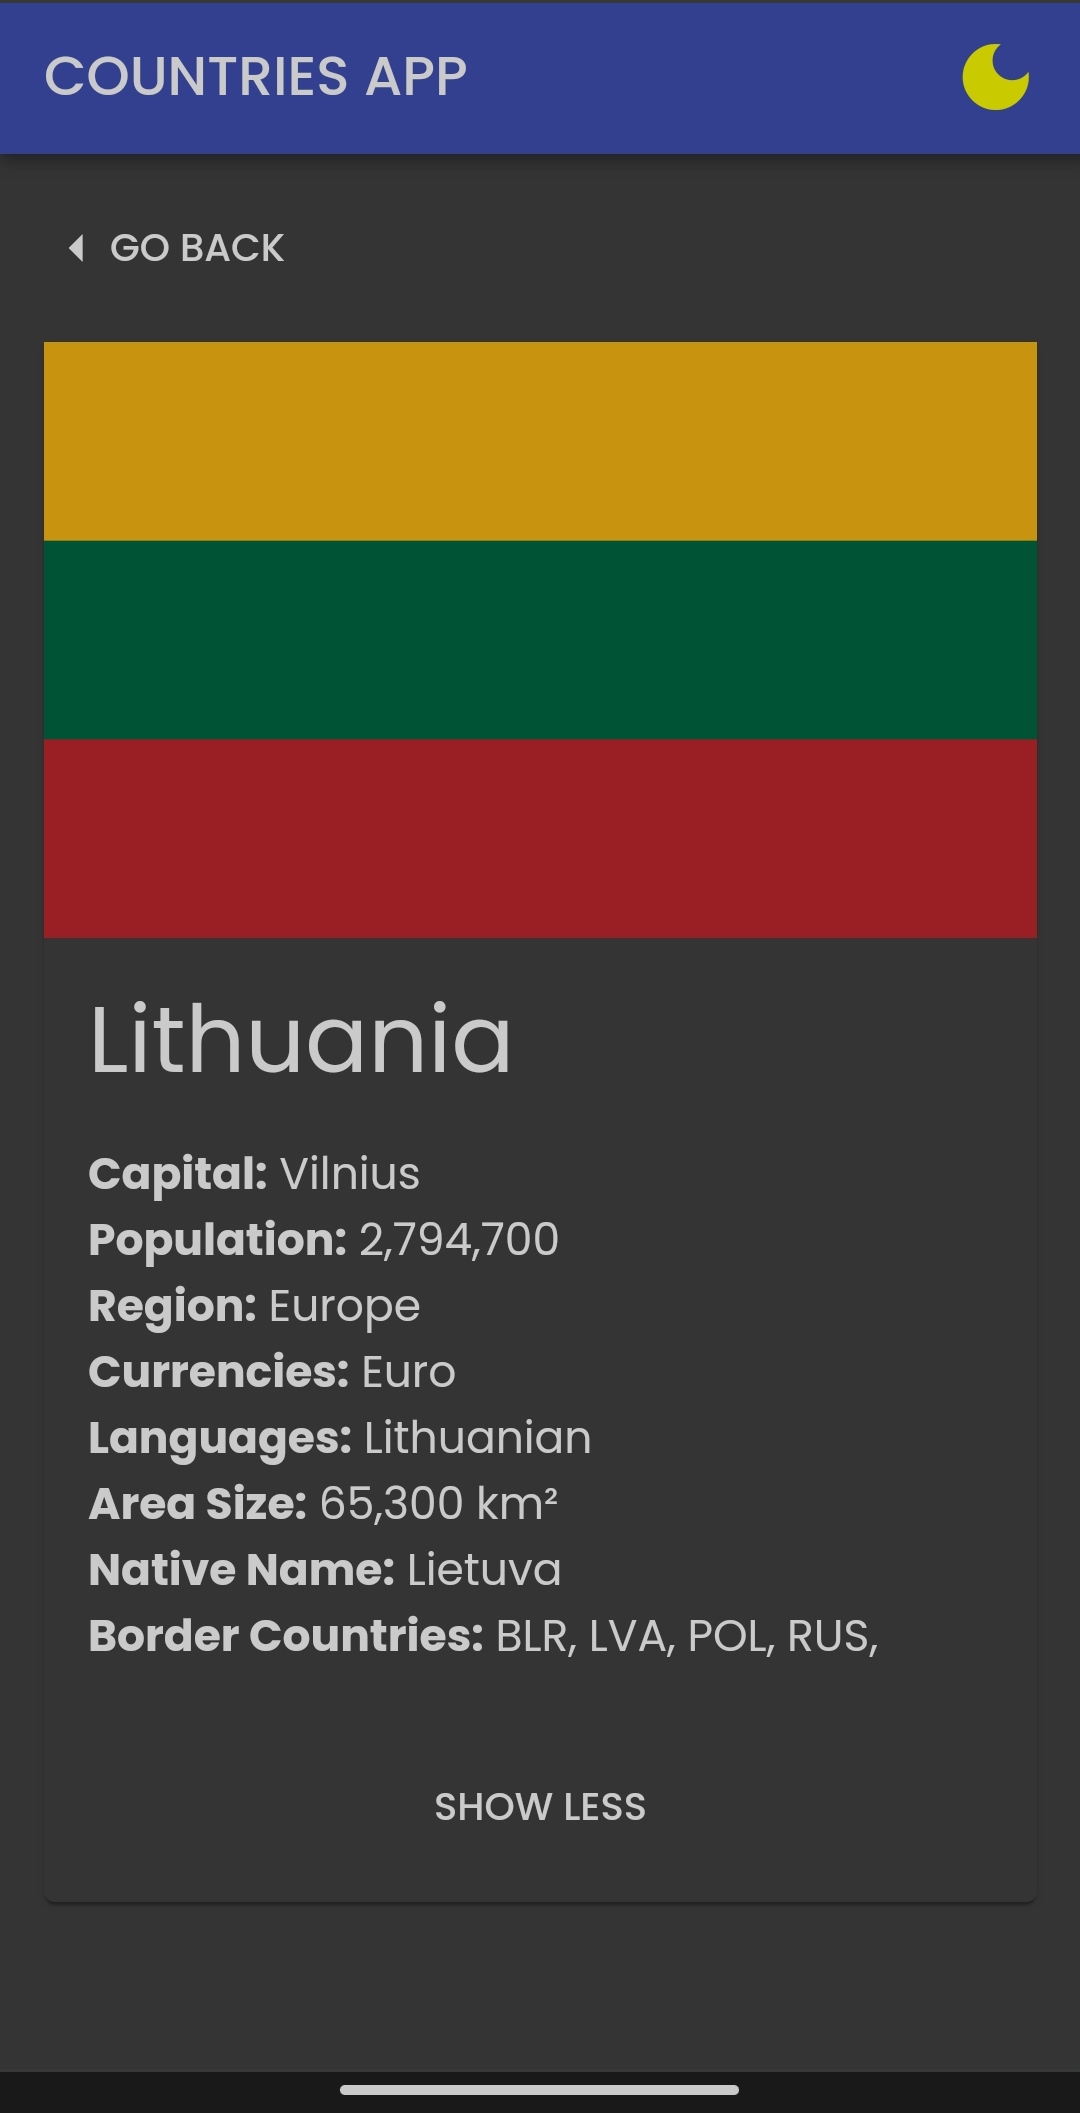 COUNTRIES APP
GO BACK
Lithuania
Capital: Vilnius
Population: 2,794,700
Region: Europe
Currencies: Euro
Languages: Lithuanian
Area Size: 65,300 km²
Native Name: Lietuva
Border Countries: BLR, LVA, POL, RUS,
SHOW LESS